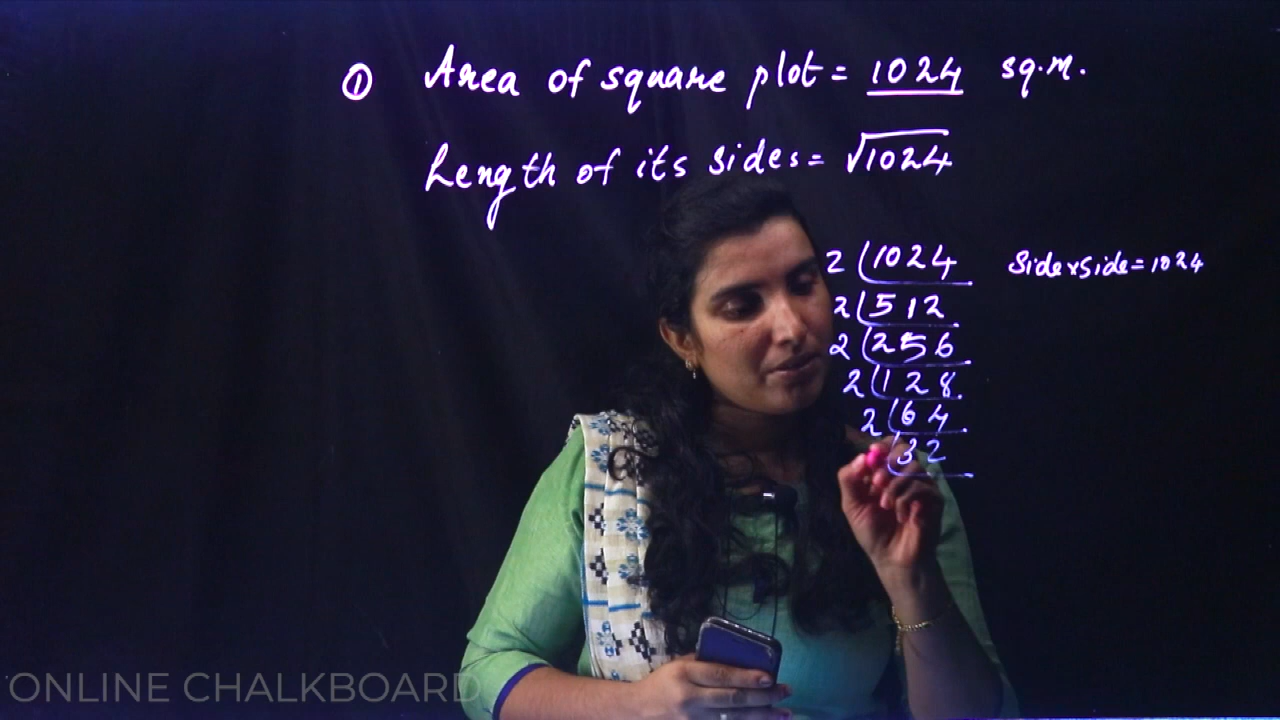 ① Area of square plot = 1024 sq.m.
Length of its sides = √1024
2 1024 Side×Side=1024
2 512
2 256
2 128
2 64
32
ONLINE CHALKBOARD